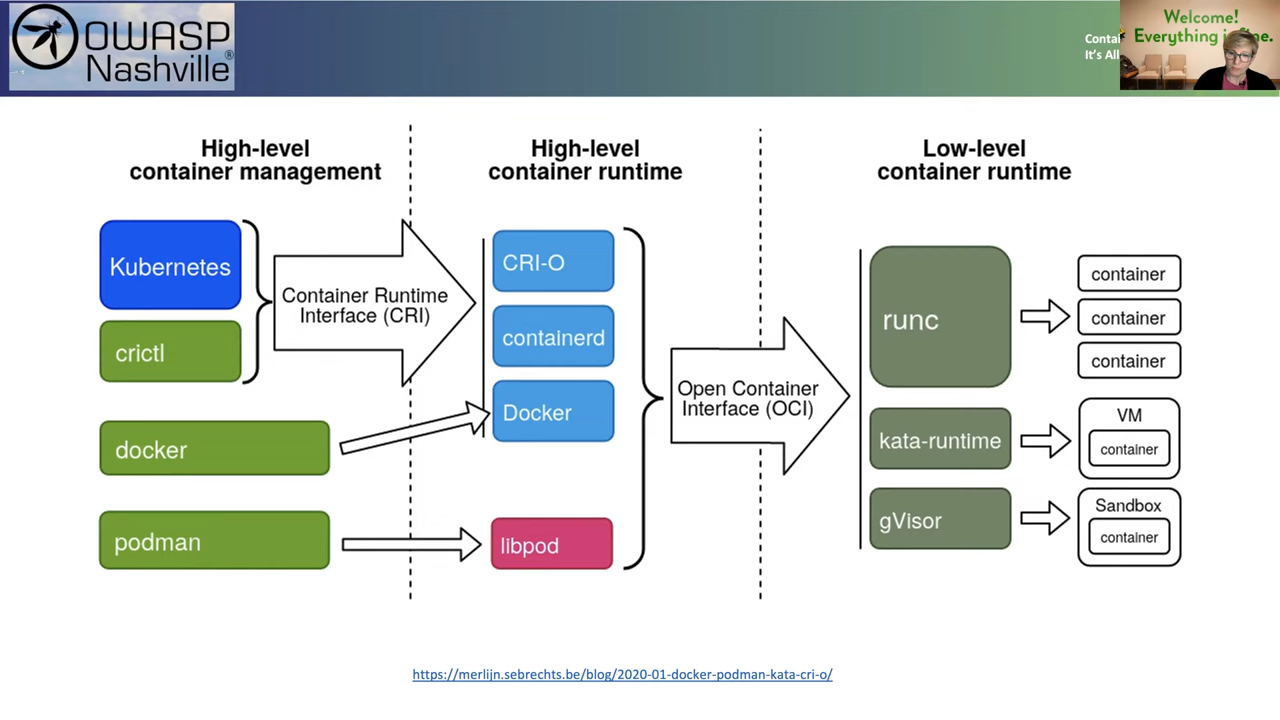 OWASP
Nashville®
Contai
It's All
Welcome!
Everything is fine.
High-level
container management
High-level
container runtime
Low-level
container runtime
Kubernetes
crictl
docker
podman
Container Runtime
Interface (CRI)
CRI-O
containerd
Docker
libpod
Open Container
Interface (OCI)
runc
kata-runtime
gVisor
container
container
container
VM
container
Sandbox
container
https://merlijn.sebrechts.be/blog/2020-01-docker-podman-kata-cri-o/